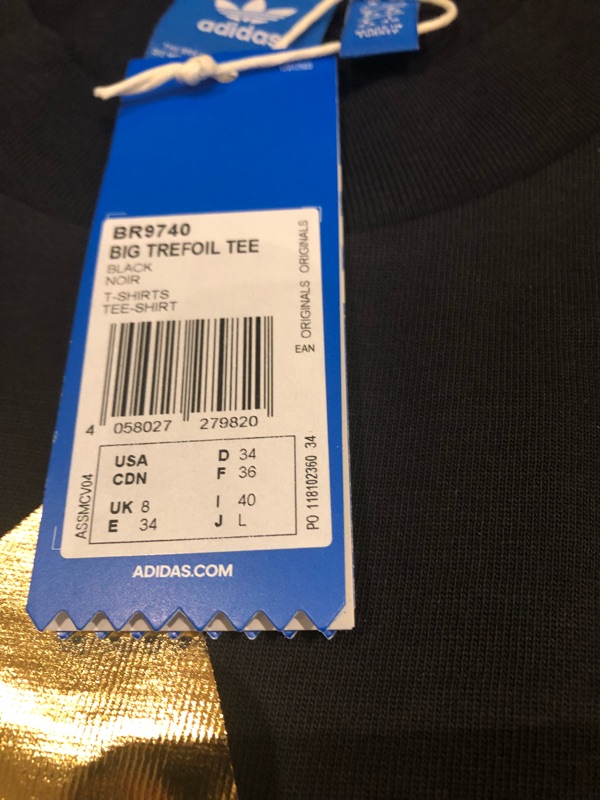 adidas
BR9740
BIG TREFOIL TEE
BLACK
NOIR
T-SHIRTS
TEE-SHIRT
ORIGINALS ORIGINALS
EAN
4 058027 279820
USA
CDN
UK 8
E 34
D 34
F 36
I 40
J L
ASSMCV04
PO 118102360 34
ADIDAS.COM